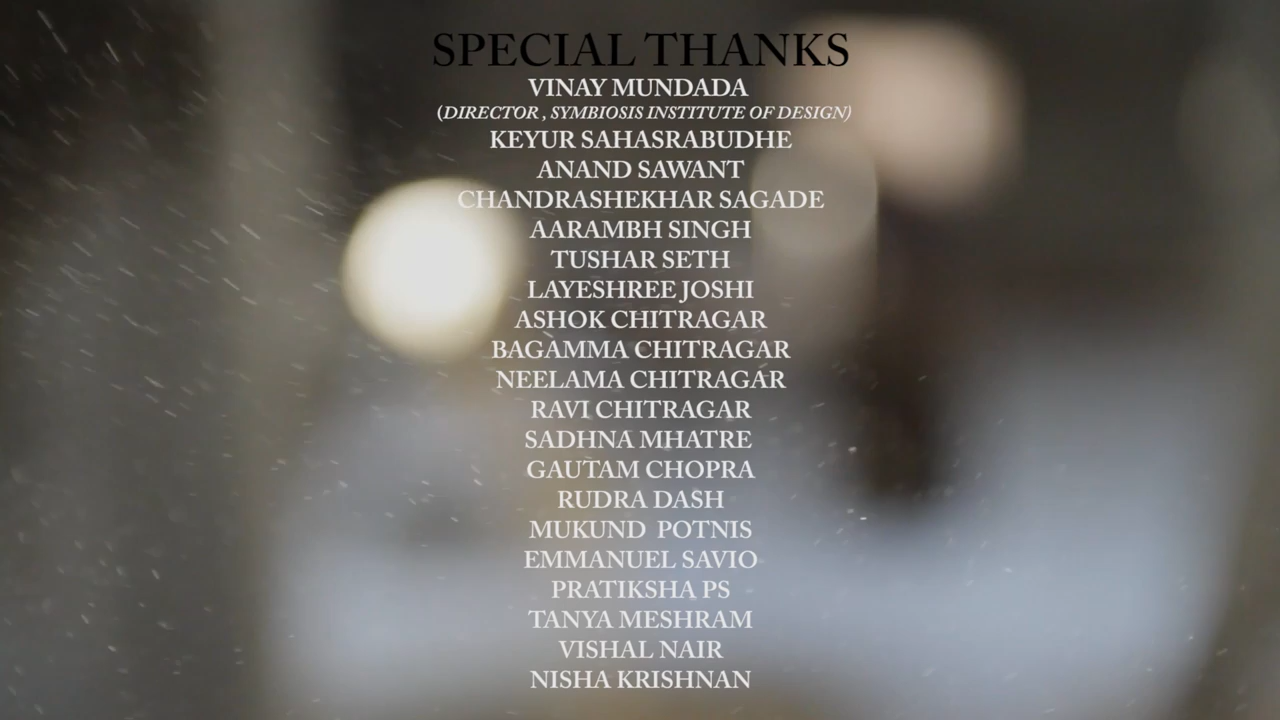 SPECIAL THANKS
VINAY MUNDADA
(DIRECTOR , SYMBIOSIS INSTITUTE OF DESIGN)
KEYUR SAHASRABUDHE
ANAND SAWANT
CHANDRASHEKHAR SAGADE
AARAMBH SINGH
TUSHAR SETH
LAYESHREE JOSHI
ASHOK CHITRAGAR
BAGAMMA CHITRAGAR
NEELAMA CHITRAGAR
RAVI CHITRAGAR
SADHNA MHATRE
GAUTAM CHOPRA
RUDRA DASH
MUKUND  POTNIS
EMMANUEL SAVIO
PRATIKSHA PS
TANYA MESHRAM
VISHAL NAIR
NISHA KRISHNAN